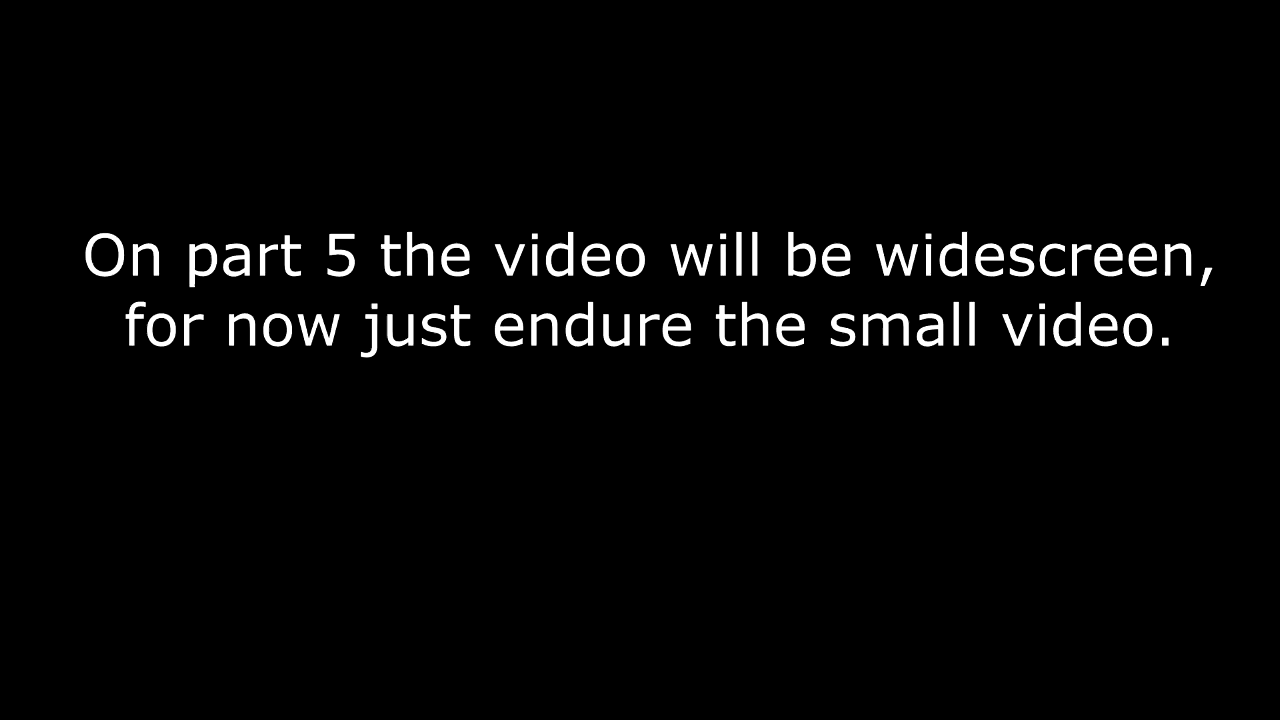 On part 5 the video will be widescreen,
for now just endure the small video.